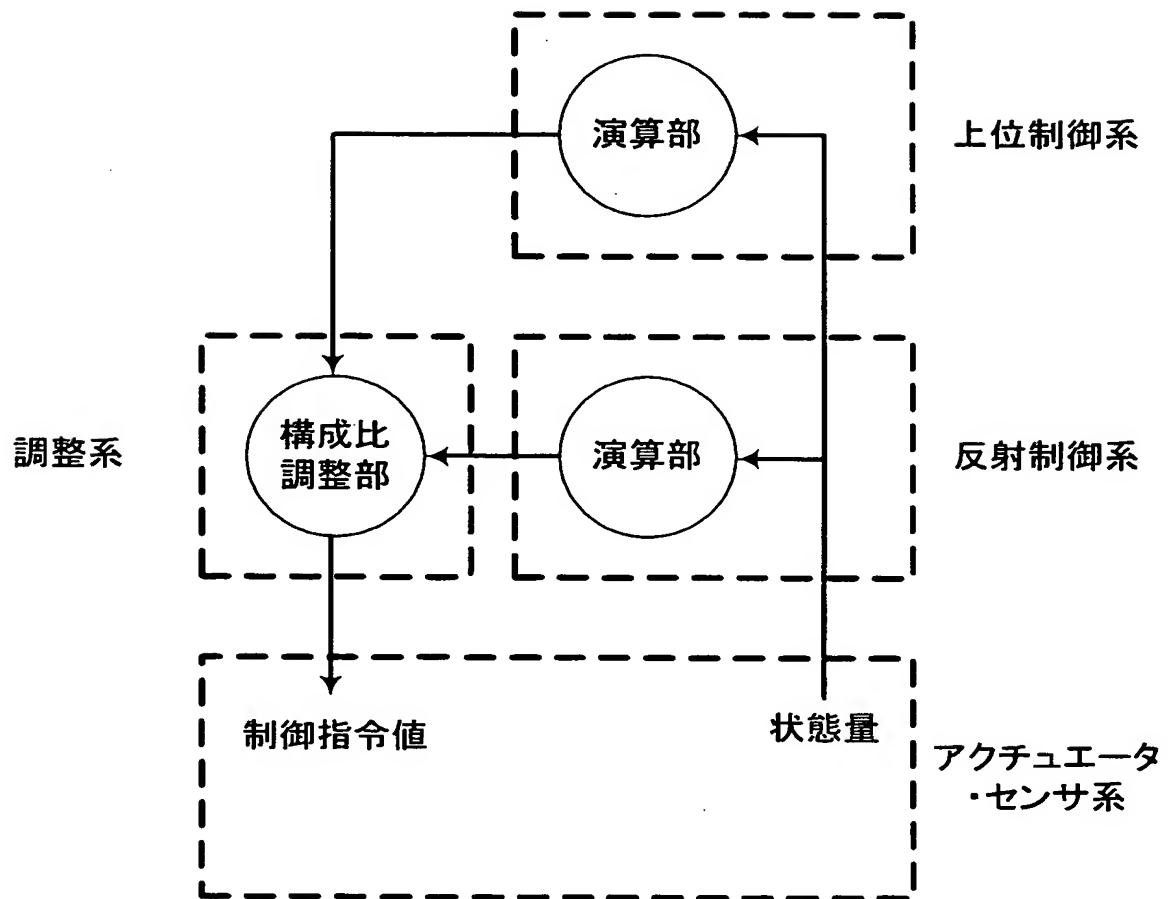 演算部
上位制御系
調整系
構成比
調整部
演算部
反射制御系
制御指令値
状態量
アクチュエータ
・センサ系